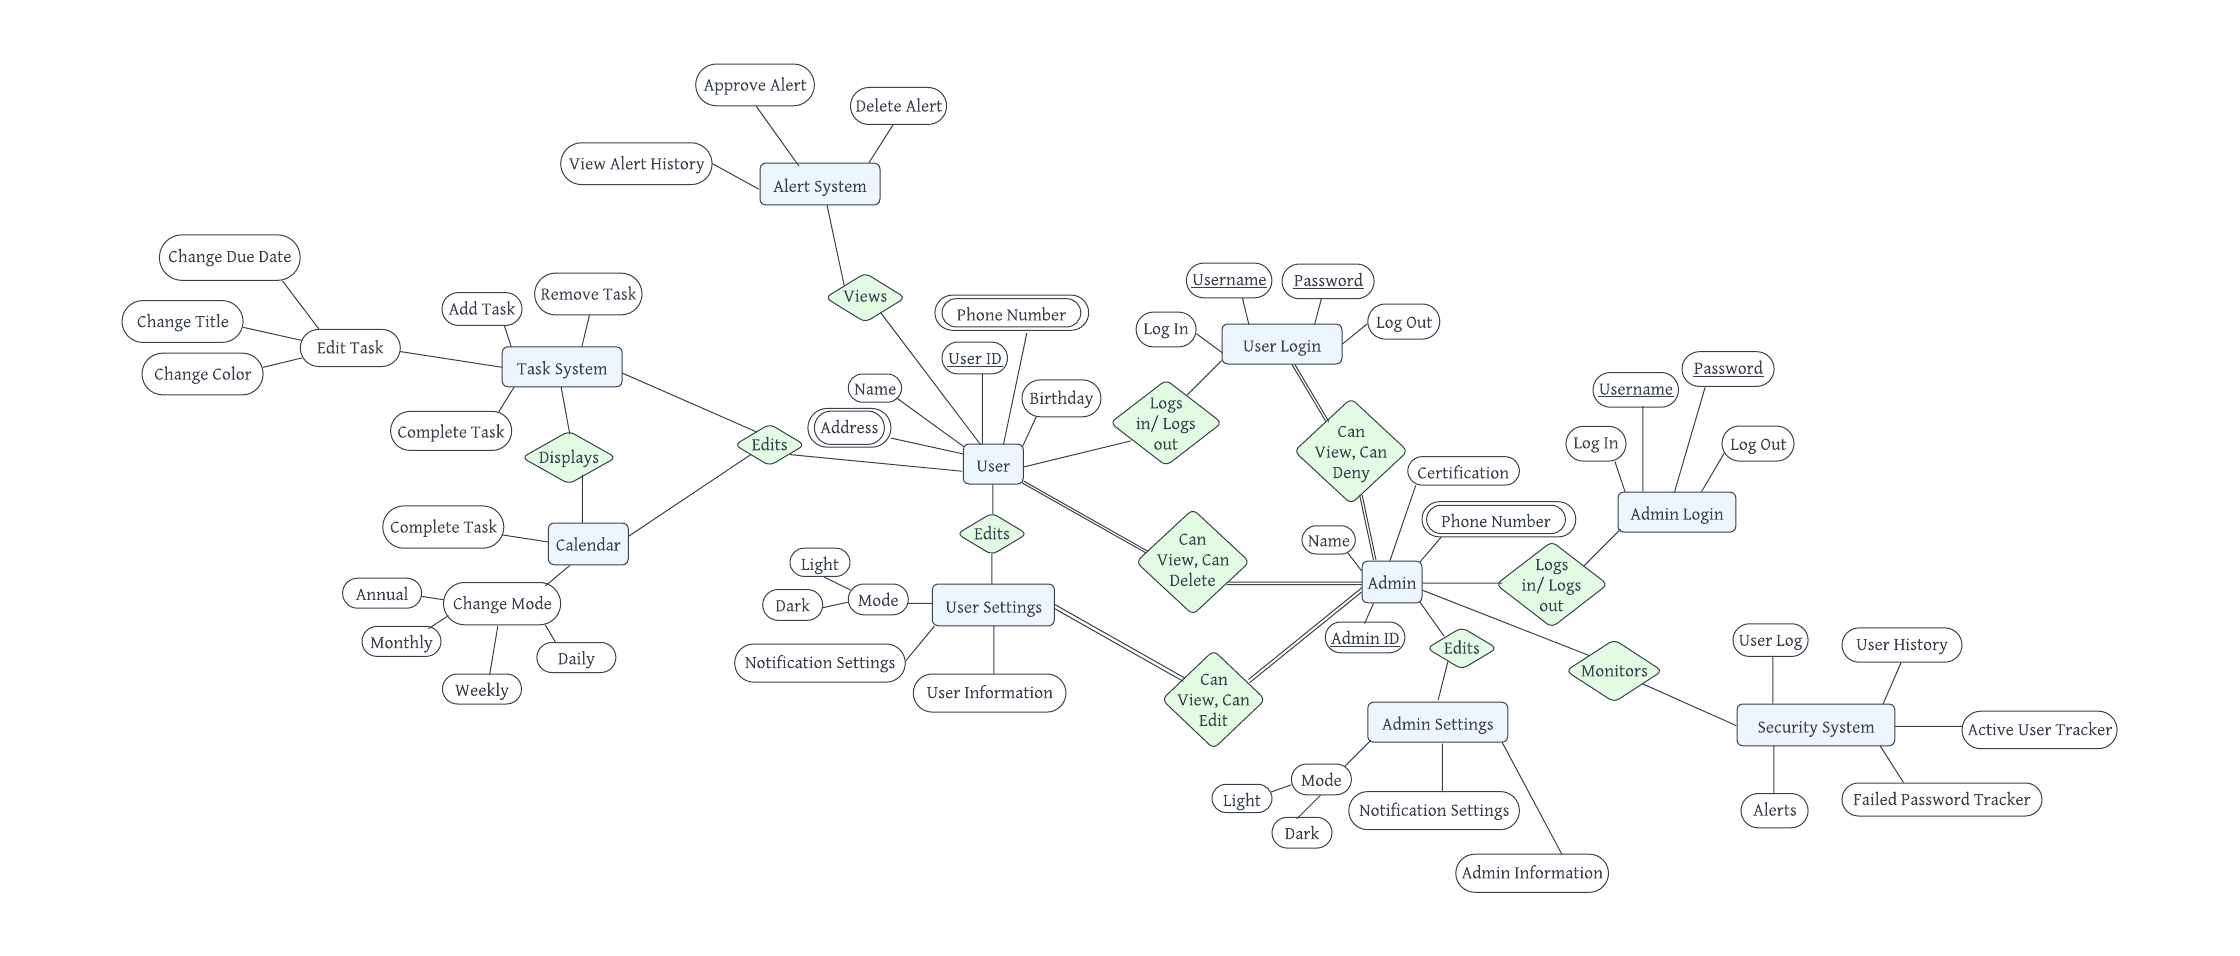 Approve Alert
Delete Alert
View Alert History
Alert System
Change Due Date
Change Title
Edit Task
Change Color
Add Task
Remove Task
Task System
Complete Task
Displays
Views
Phone Number
User ID
Name
Birthday
Address
Edits
User
Username
Password
Log In
Log Out
User Login
Logs
in/ Logs
out
Can
View, Can
Deny
Certification
Phone Number
Name
Admin
Admin ID
Username
Password
Log In
Log Out
Admin Login
Logs
in/ Logs
out
Complete Task
Calendar
Annual
Change Mode
Monthly
Weekly
Daily
Edits
Light
Dark
Mode
User Settings
Notification Settings
User Information
Can
View, Can
Delete
Can
View, Can
Edit
Edits
Monitors
Admin Settings
Mode
Light
Dark
Notification Settings
Admin Information
User Log
User History
Security System
Active User Tracker
Failed Password Tracker
Alerts